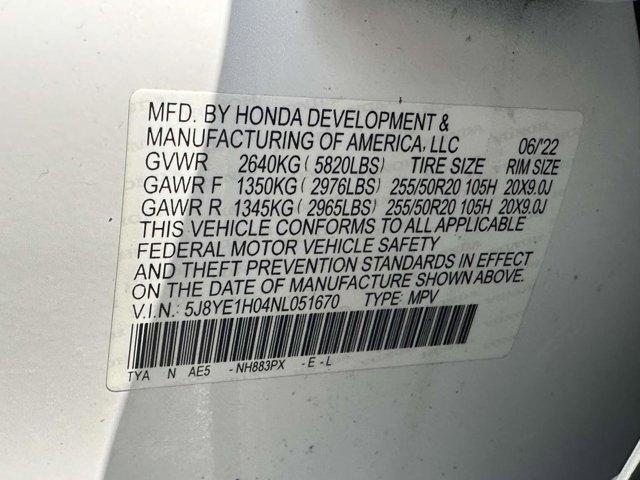 MFD. BY HONDA DEVELOPMENT &
MANUFACTURING OF AMERICA, LLC 06/'22
GVWR 2640KG ( 5820LBS) TIRE SIZE RIM SIZE
GAWR F 1350KG ( 2976LBS) 255/50R20 105H 20X9.0J
GAWR R 1345KG ( 2965LBS) 255/50R20 105H 20X9.0J
THIS VEHICLE CONFORMS TO ALL APPLICABLE
FEDERAL MOTOR VEHICLE SAFETY
AND THEFT PREVENTION STANDARDS IN EFFECT
ON THE DATE OF MANUFACTURE SHOWN ABOVE.
V.I.N.: 5J8YE1H04NL051670 TYPE: MPV
TYA N AE5 -NH883PX -E-L